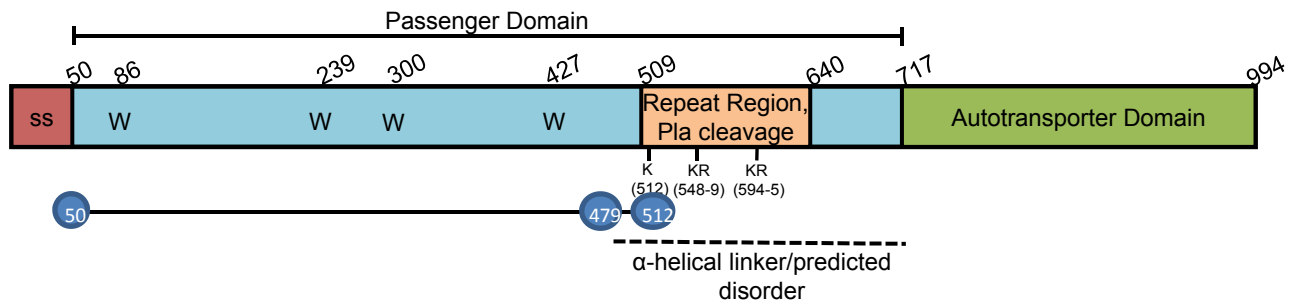 Passenger Domain
50 86 239 300 427 509 640 717 994
ss W W W W Repeat Region, Pla cleavage Autotransporter Domain
K KR KR
(512) (548-9) (594-5)
50 479 512
α-helical linker/predicted
disorder